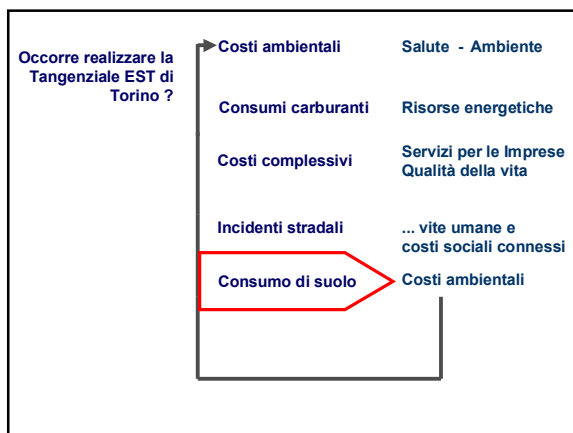 Occorre realizzare la
Tangenziale EST di
Torino ?
Costi ambientali Salute - Ambiente
Consumi carburanti Risorse energetiche
Costi complessivi Servizi per le Imprese
Qualità della vita
Incidenti stradali ... vite umane e
costi sociali connessi
Consumo di suolo Costi ambientali